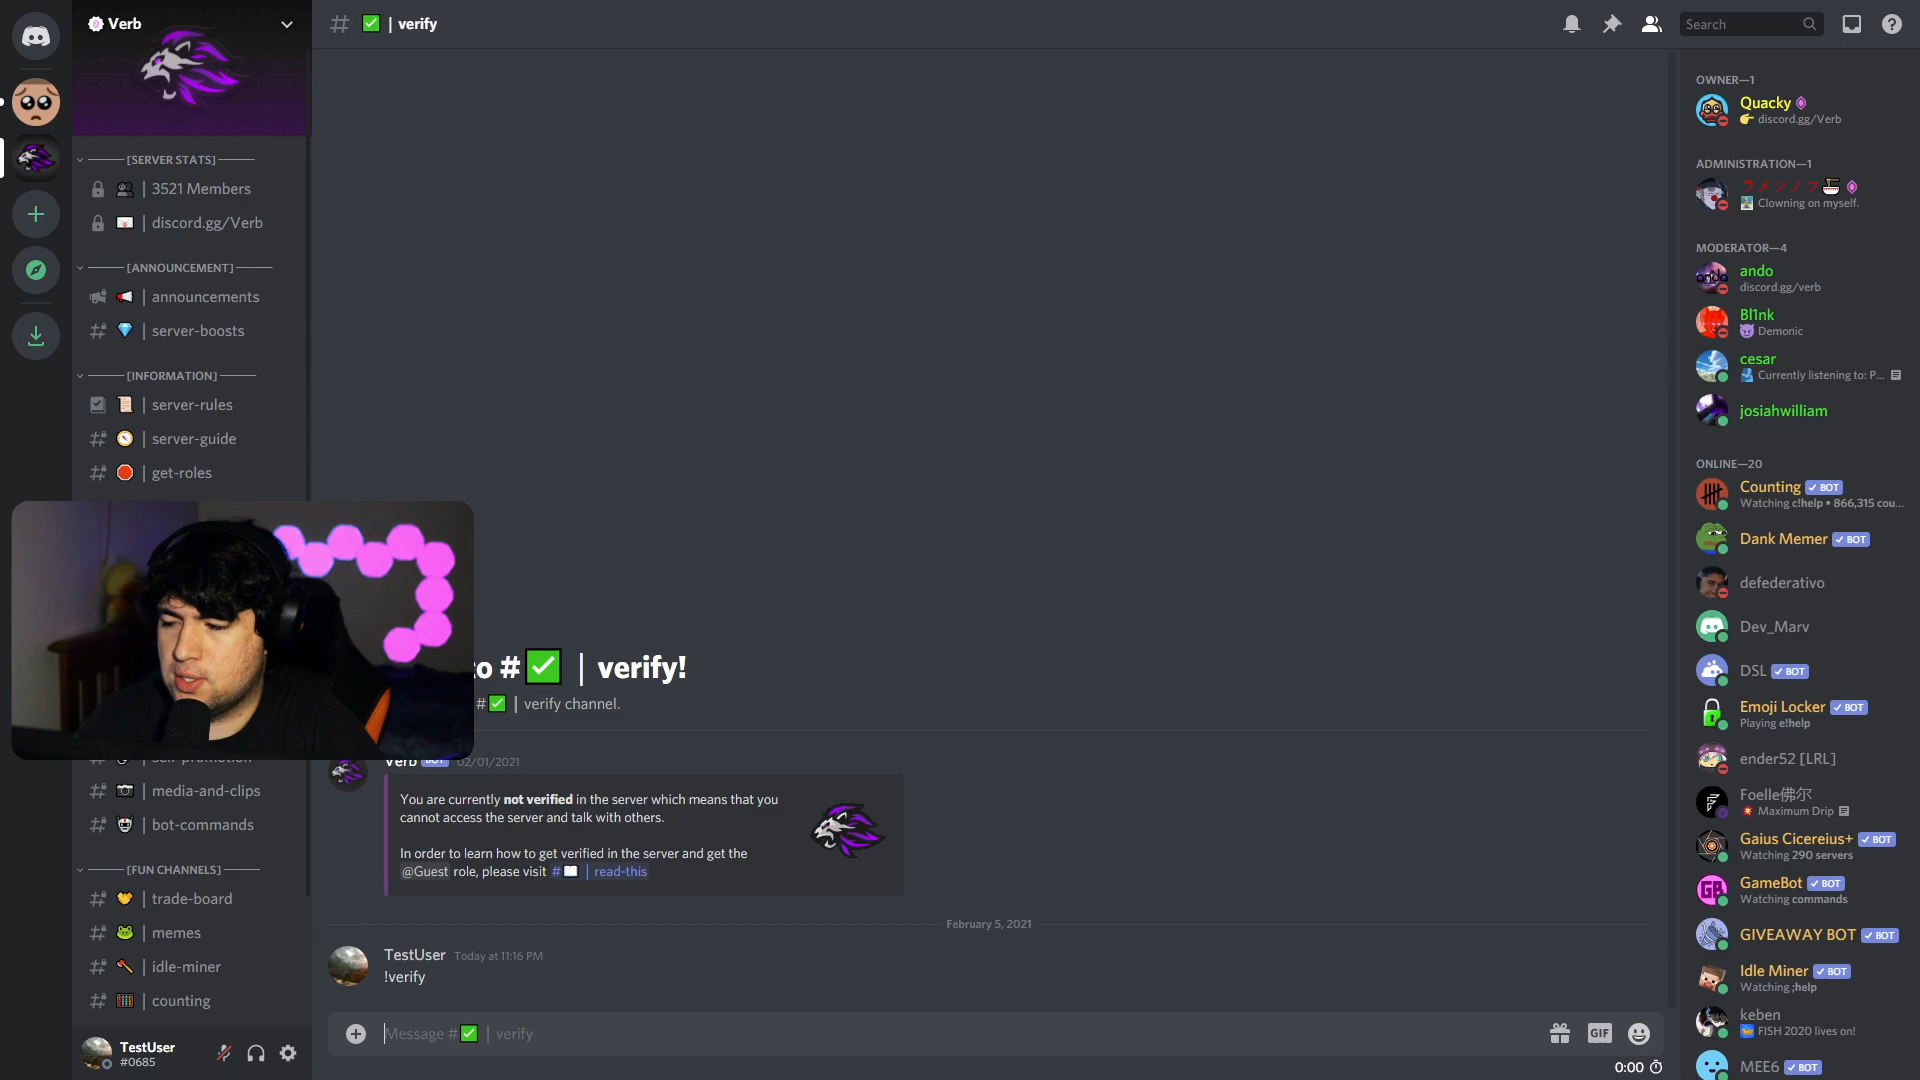 Verb
[SERVER STATS]
| 3521 Members
| discord.gg/Verb
[ANNOUNCEMENT]
| announcements
| server-boosts
[INFORMATION]
| server-rules
| server-guide
| get-roles
| media-and-clips
| bot-commands
[FUN CHANNELS]
| trade-board
| memes
| idle-miner
| counting
TestUser
#0685
# ✅ | verify
Search
to #✅ | verify!
#✅ | verify channel.
Verb BOT 02/01/2021
You are currently not verified in the server which means that you
cannot access the server and talk with others.
In order to learn how to get verified in the server and get the
@Guest role, please visit # | read-this
February 5, 2021
TestUser Today at 11:16 PM
!verify
Message #✅ | verify
GIF
0:00
OWNER—1
Quacky
discord.gg/Verb
ADMINISTRATION—1
Clowning on myself.
MODERATOR—4
ando
discord.gg/verb
Bl1nk
Demonic
cesar
Currently listening to: P...
josiahwilliam
ONLINE—20
Counting ✓ BOT
Watching c!help • 866,315 cou...
Dank Memer ✓ BOT
defederativo
Dev_Marv
DSL ✓ BOT
Emoji Locker ✓ BOT
Playing e!help
ender52 [LRL]
Foelle佛尔
Maximum Drip
Gaius Cicereius+ ✓ BOT
Watching 290 servers
GameBot ✓ BOT
Watching commands
GIVEAWAY BOT ✓ BOT
Idle Miner ✓ BOT
Watching ;help
keben
FISH 2020 lives on!
MEE6 ✓ BOT